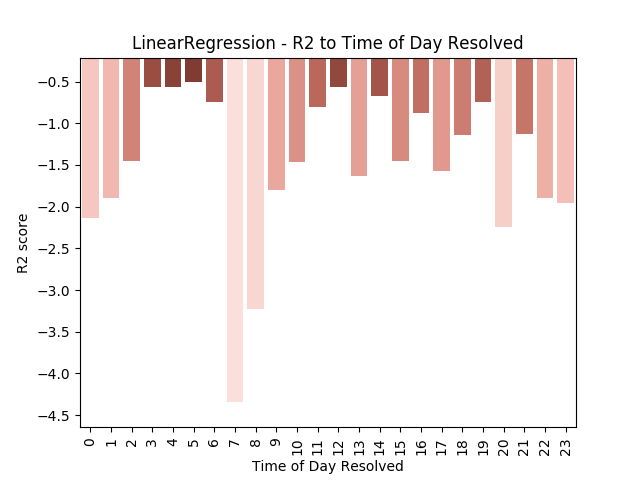 LinearRegression - R2 to Time of Day Resolved
R2 score
−0.5
−1.0
−1.5
−2.0
−2.5
−3.0
−3.5
−4.0
−4.5
0 1 2 3 4 5 6 7 8 9 10 11 12 13 14 15 16 17 18 19 20 21 22 23
Time of Day Resolved